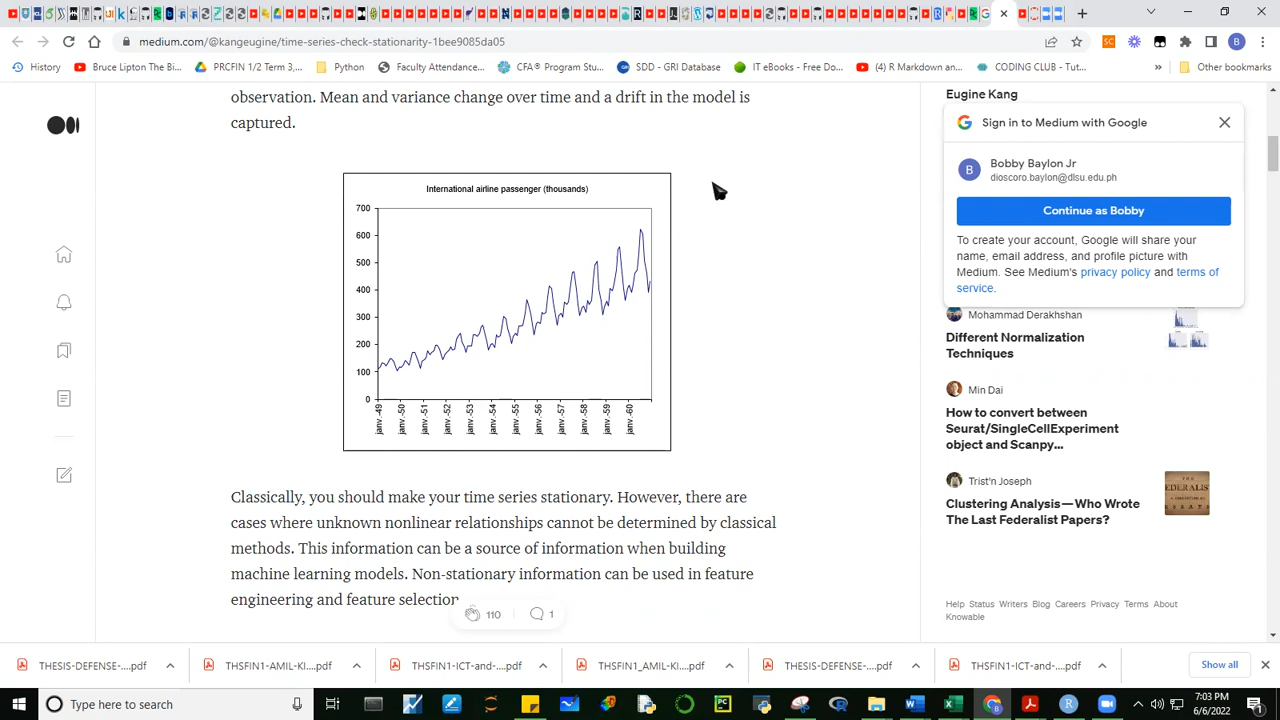 medium.com/@kangeugine/time-series-check-stationarity-1bee9085da05
History
Bruce Lipton The Bi...
PRCFIN 1/2 Term 3,...
Python
Faculty Attendance...
CFA® Program Stu...
SDD - GRI Database
IT eBooks - Free Do...
(4) R Markdown an...
CODING CLUB - Tut...
»
Other bookmarks
observation. Mean and variance change over time and a drift in the model is
captured.
International airline passenger (thousands)
700
600
500
400
300
200
100
0
janv.-49
janv.-50
janv.-51
janv.-52
janv.-53
janv.-54
janv.-55
janv.-56
janv.-57
janv.-58
janv.-59
janv.-60
Classically, you should make your time series stationary. However, there are
cases where unknown nonlinear relationships cannot be determined by classical
methods. This information can be a source of information when building
machine learning models. Non-stationary information can be used in feature
engineering and feature selection
110
1
Eugine Kang
Sign in to Medium with Google
B
Bobby Baylon Jr
dioscoro.baylon@dlsu.edu.ph
Continue as Bobby
To create your account, Google will share your
name, email address, and profile picture with
Medium. See Medium's privacy policy and terms of
service.
Mohammad Derakhshan
Different Normalization
Techniques
Min Dai
How to convert between
Seurat/SingleCellExperiment
object and Scanpy...
Trist'n Joseph
Clustering Analysis — Who Wrote
The Last Federalist Papers?
Help Status Writers Blog Careers Privacy Terms About
Knowable
THESIS-DEFENSE-....pdf
THSFIN1-AMIL-KI....pdf
THSFIN1-ICT-and-....pdf
THSFIN1_AMIL-KI....pdf
THESIS-DEFENSE-....pdf
THSFIN1-ICT-and-....pdf
Show all
Type here to search
7:03 PM
6/6/2022